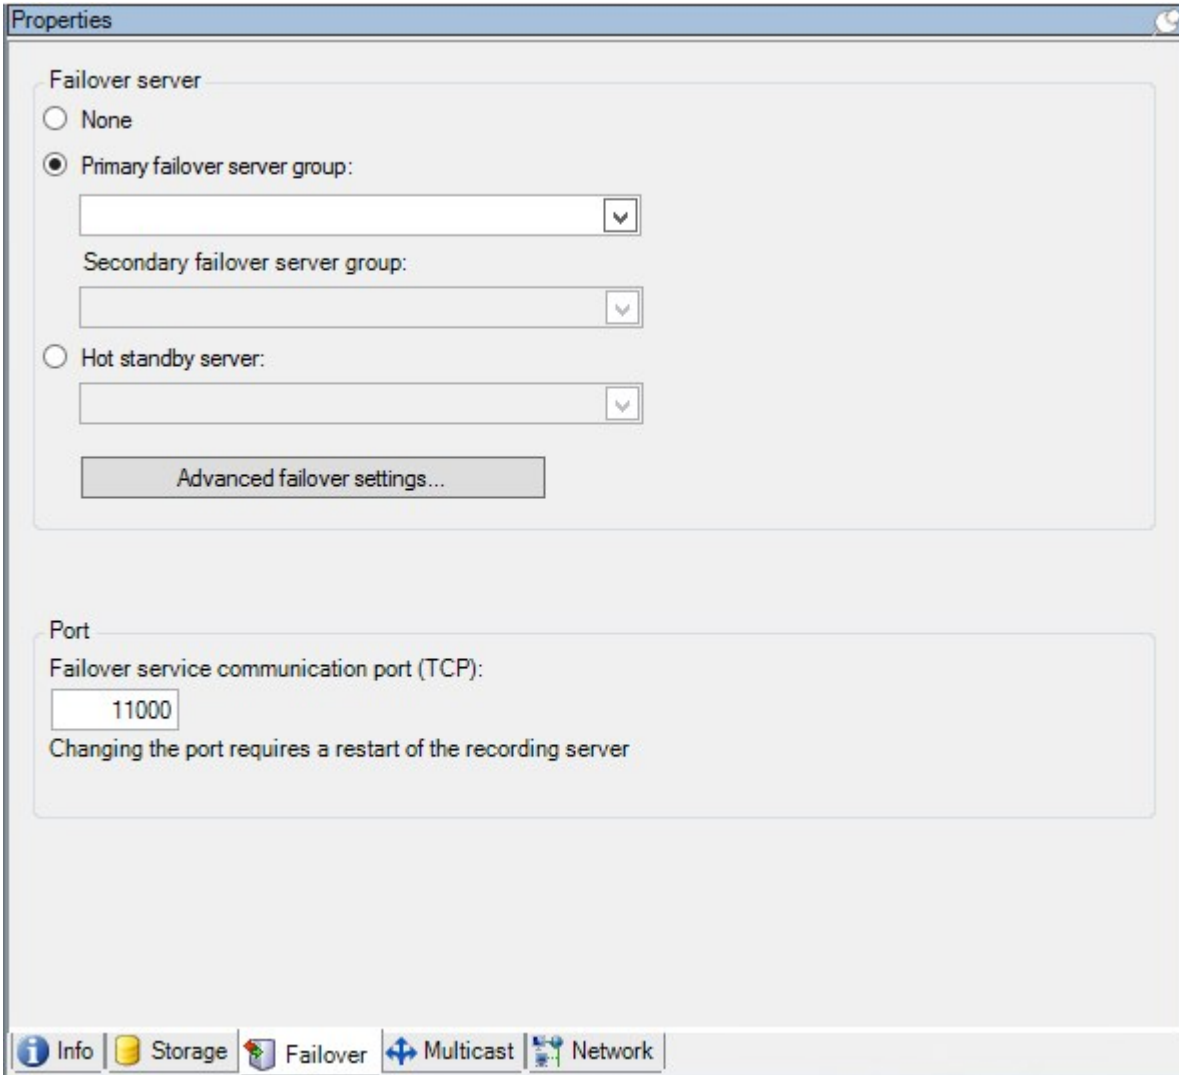 Properties
Failover server
None
Primary failover server group:
Secondary failover server group:
Hot standby server:
Advanced failover settings...
Port
Failover service communication port (TCP):
11000
Changing the port requires a restart of the recording server
Info Storage Failover Multicast Network